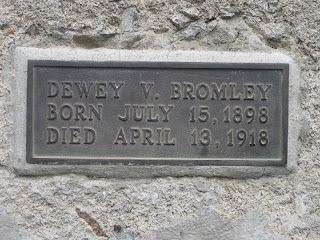 DEWEY V. BROMLEY
BORN JULY 15, 1898
DIED APRIL 13, 1918